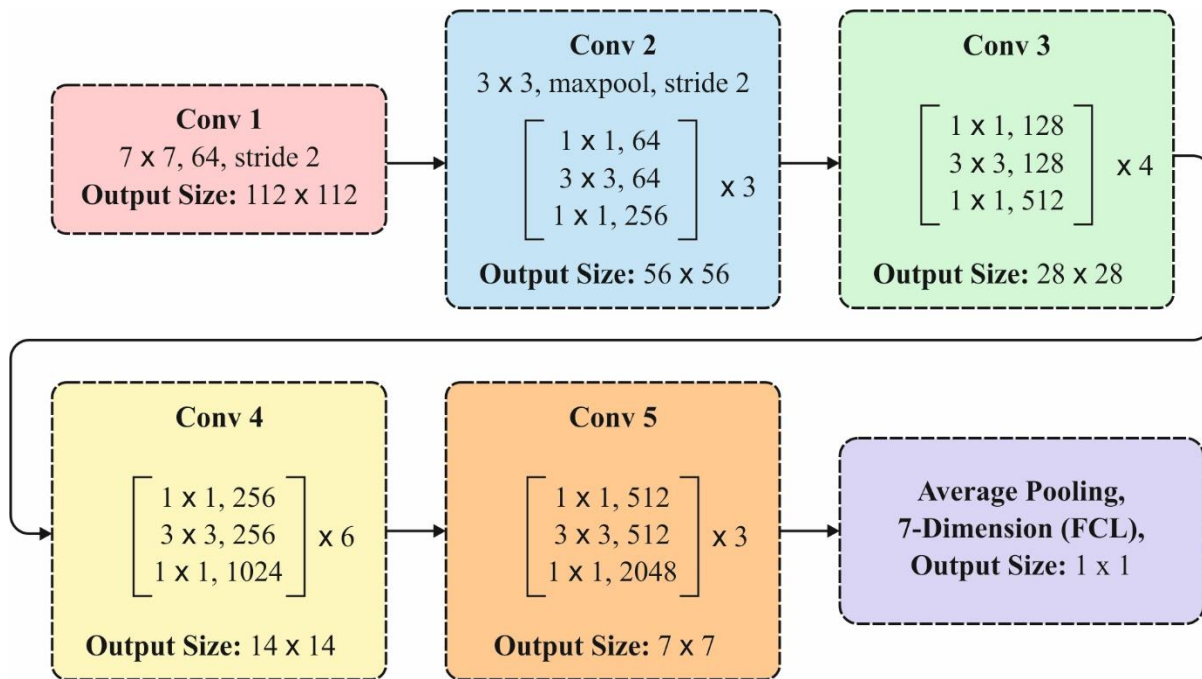 Conv 1
7 x 7, 64, stride 2
Output Size: 112 x 112
Conv 2
3 x 3, maxpool, stride 2
1 x 1, 64
3 x 3, 64
1 x 1, 256
x 3
Output Size: 56 x 56
Conv 3
1 x 1, 128
3 x 3, 128
1 x 1, 512
x 4
Output Size: 28 x 28
Conv 4
1 x 1, 256
3 x 3, 256
1 x 1, 1024
x 6
Output Size: 14 x 14
Conv 5
1 x 1, 512
3 x 3, 512
1 x 1, 2048
x 3
Output Size: 7 x 7
Average Pooling,
7-Dimension (FCL),
Output Size: 1 x 1